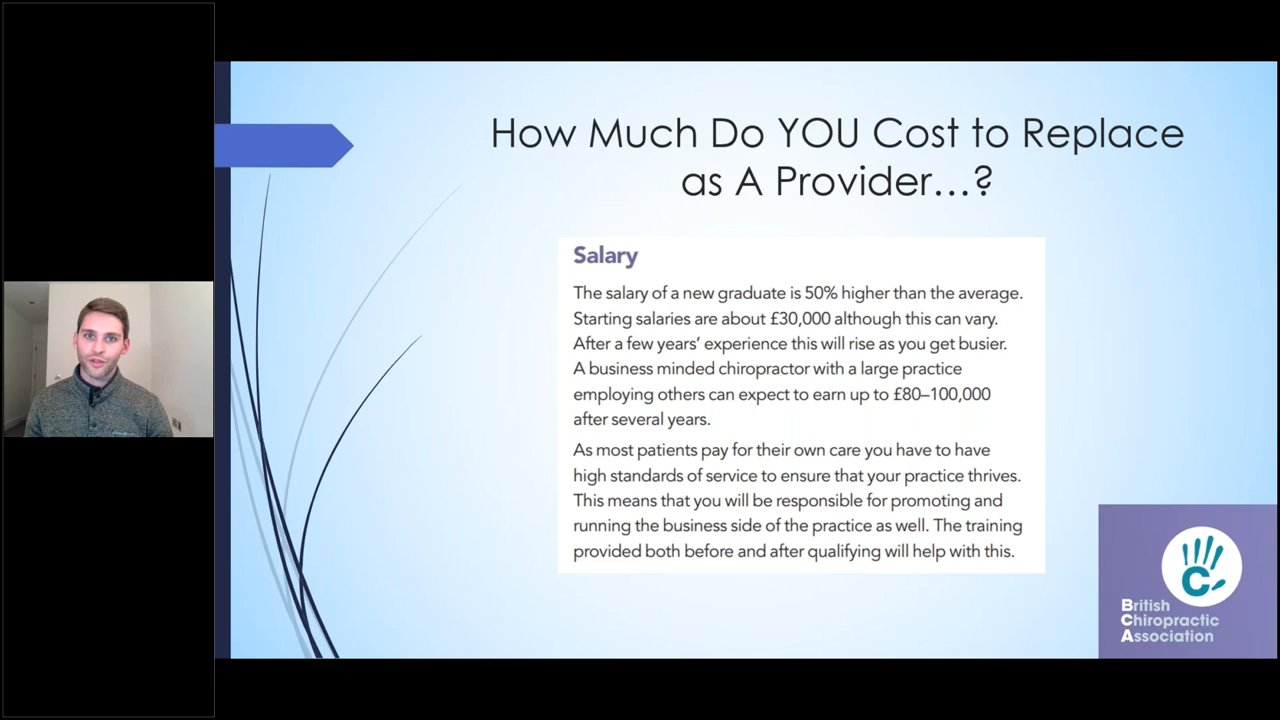 How Much Do YOU Cost to Replace
as A Provider…?
Salary
The salary of a new graduate is 50% higher than the average.
Starting salaries are about £30,000 although this can vary.
After a few years’ experience this will rise as you get busier.
A business minded chiropractor with a large practice
employing others can expect to earn up to £80–100,000
after several years.
As most patients pay for their own care you have to have
high standards of service to ensure that your practice thrives.
This means that you will be responsible for promoting and
running the business side of the practice as well. The training
provided both before and after qualifying will help with this.
C
British
Chiropractic
Association